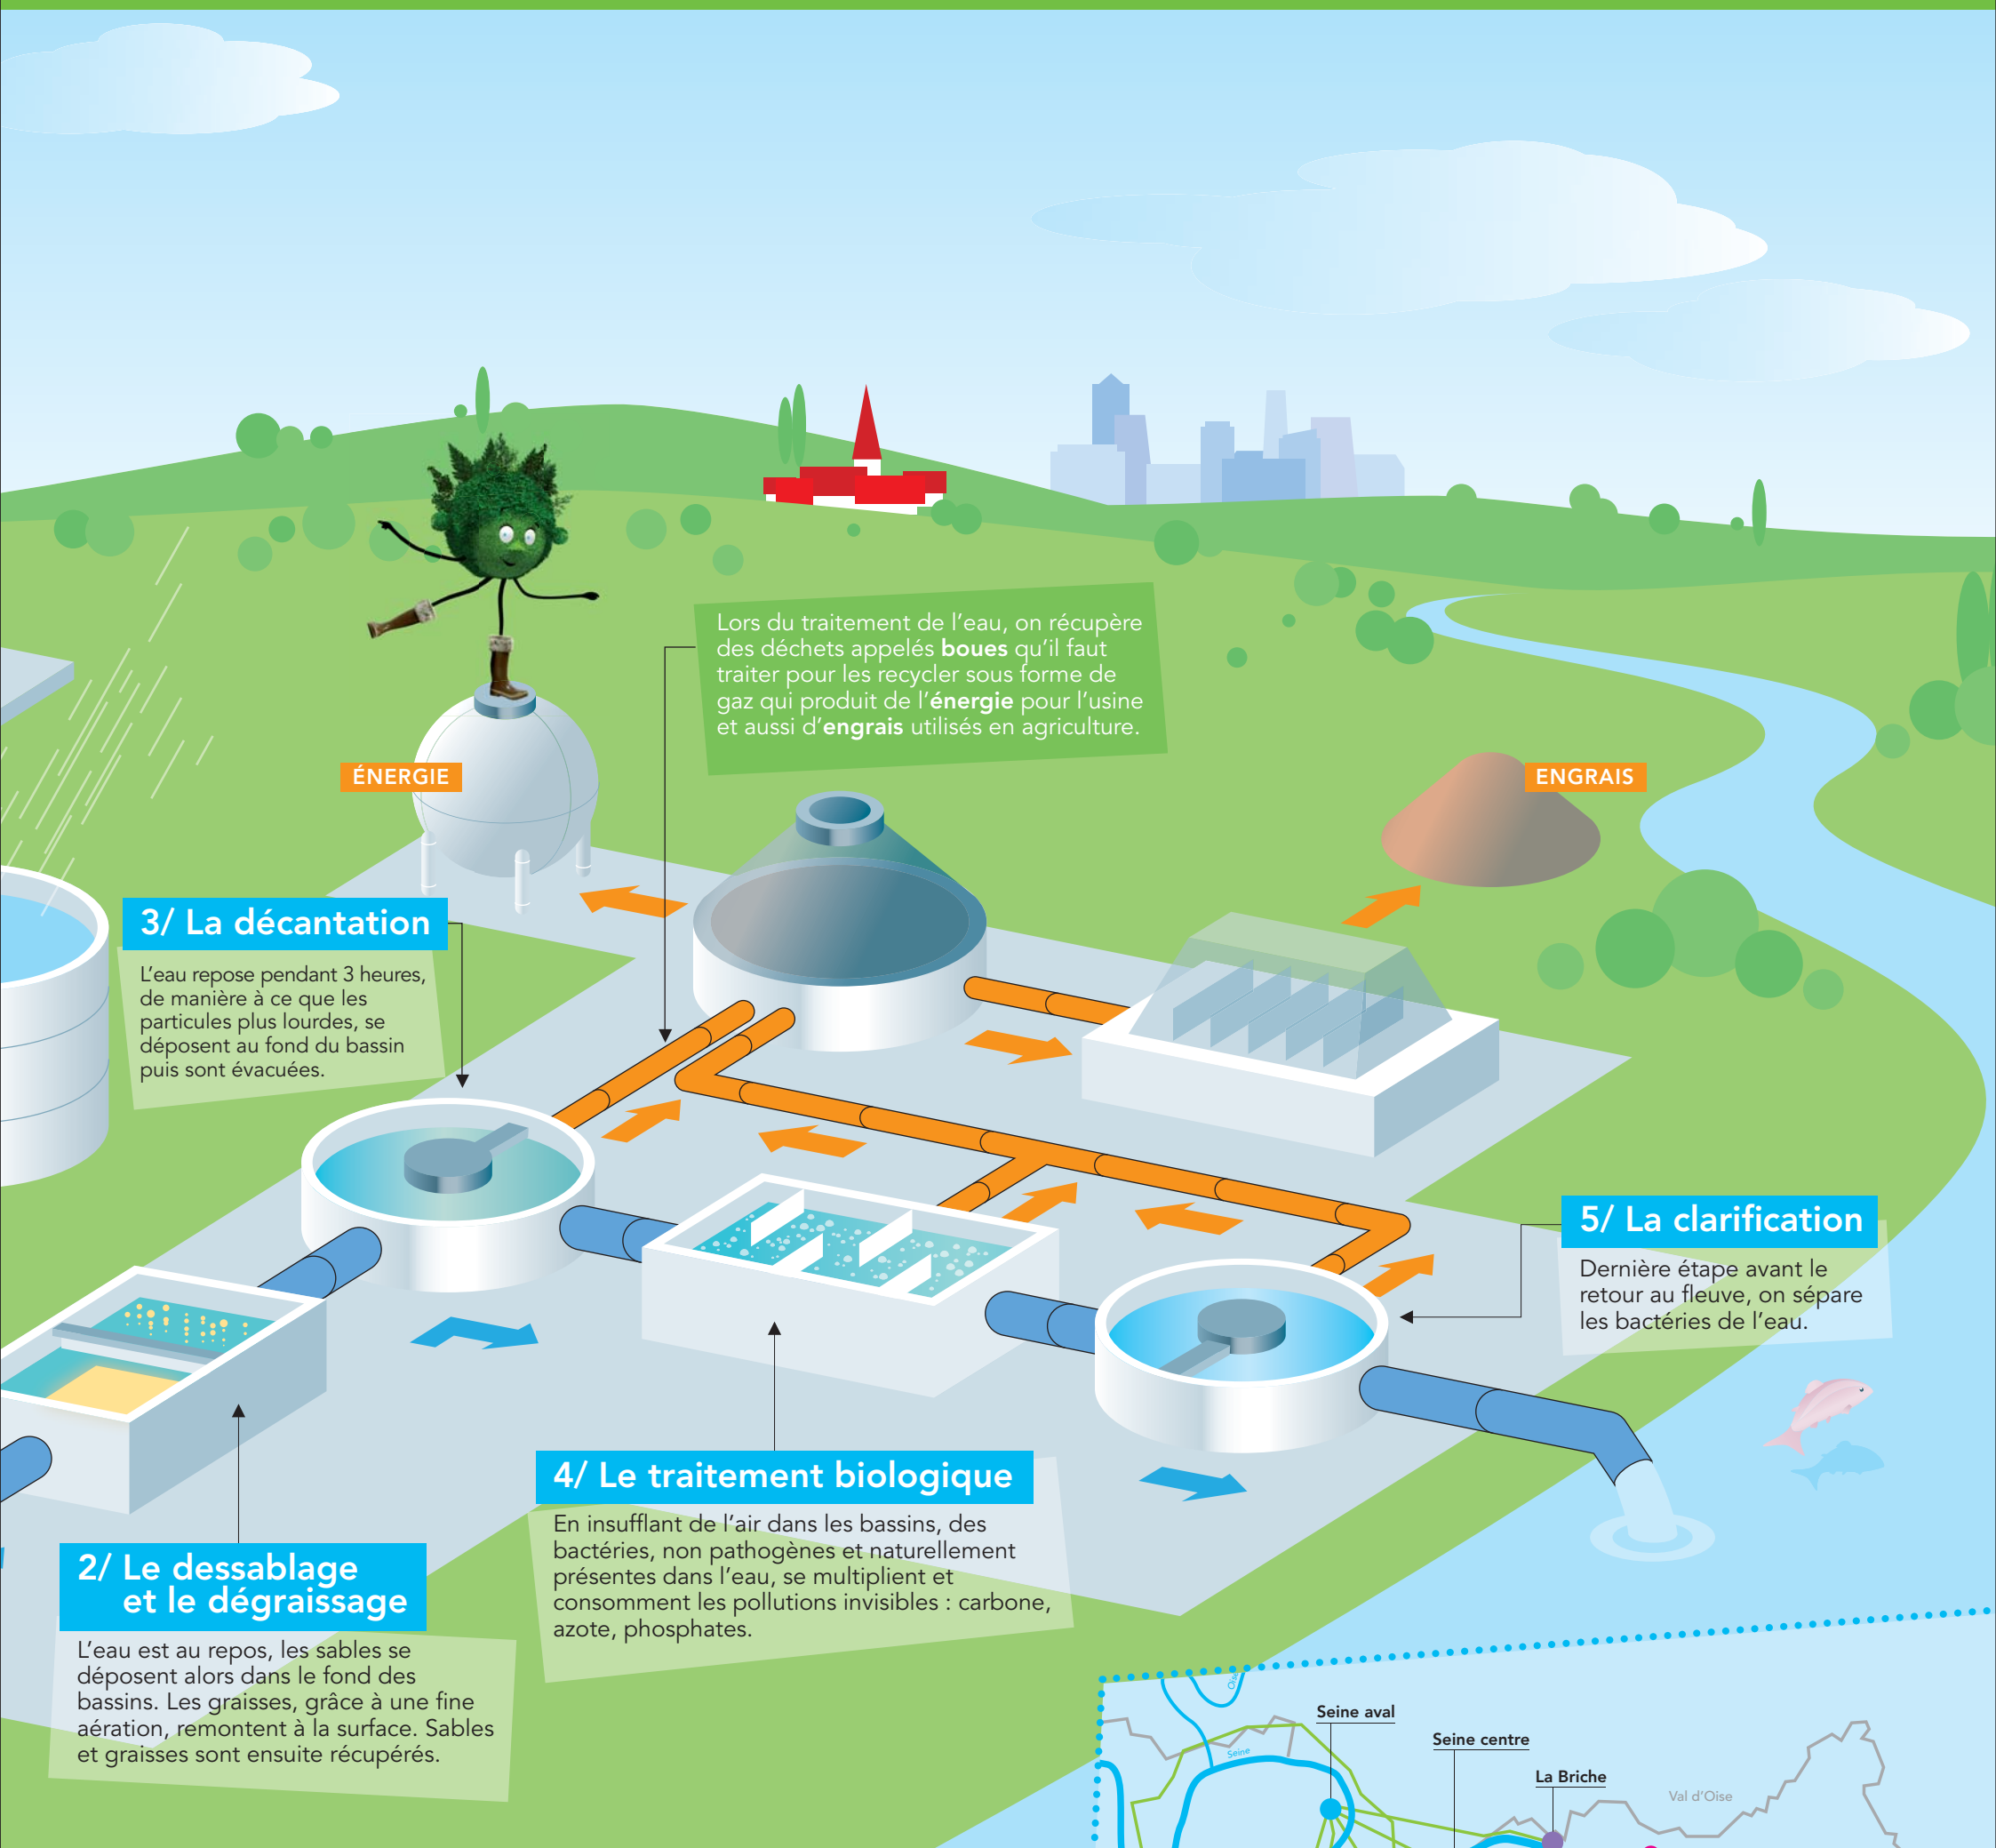 Lors du traitement de l'eau, on récupère
des déchets appelés boues qu'il faut
traiter pour les recycler sous forme de
gaz qui produit de l'énergie pour l'usine
et aussi d'engrais utilisés en agriculture.
ÉNERGIE
ENGRAIS
3/ La décantation
L'eau repose pendant 3 heures,
de manière à ce que les
particules plus lourdes, se
déposent au fond du bassin
puis sont évacuées.
5/ La clarification
Dernière étape avant le
retour au fleuve, on sépare
les bactéries de l'eau.
4/ Le traitement biologique
En insufflant de l'air dans les bassins, des
bactéries, non pathogènes et naturellement
présentes dans l'eau, se multiplient et
consomment les pollutions invisibles : carbone,
azote, phosphates.
2/ Le dessablage
et le dégraissage
L'eau est au repos, les sables se
déposent alors dans le fond des
bassins. Les graisses, grâce à une fine
aération, remontent à la surface. Sables
et graisses sont ensuite récupérés.
Oise
Seine aval
Seine
Seine centre
La Briche
Val d'Oise